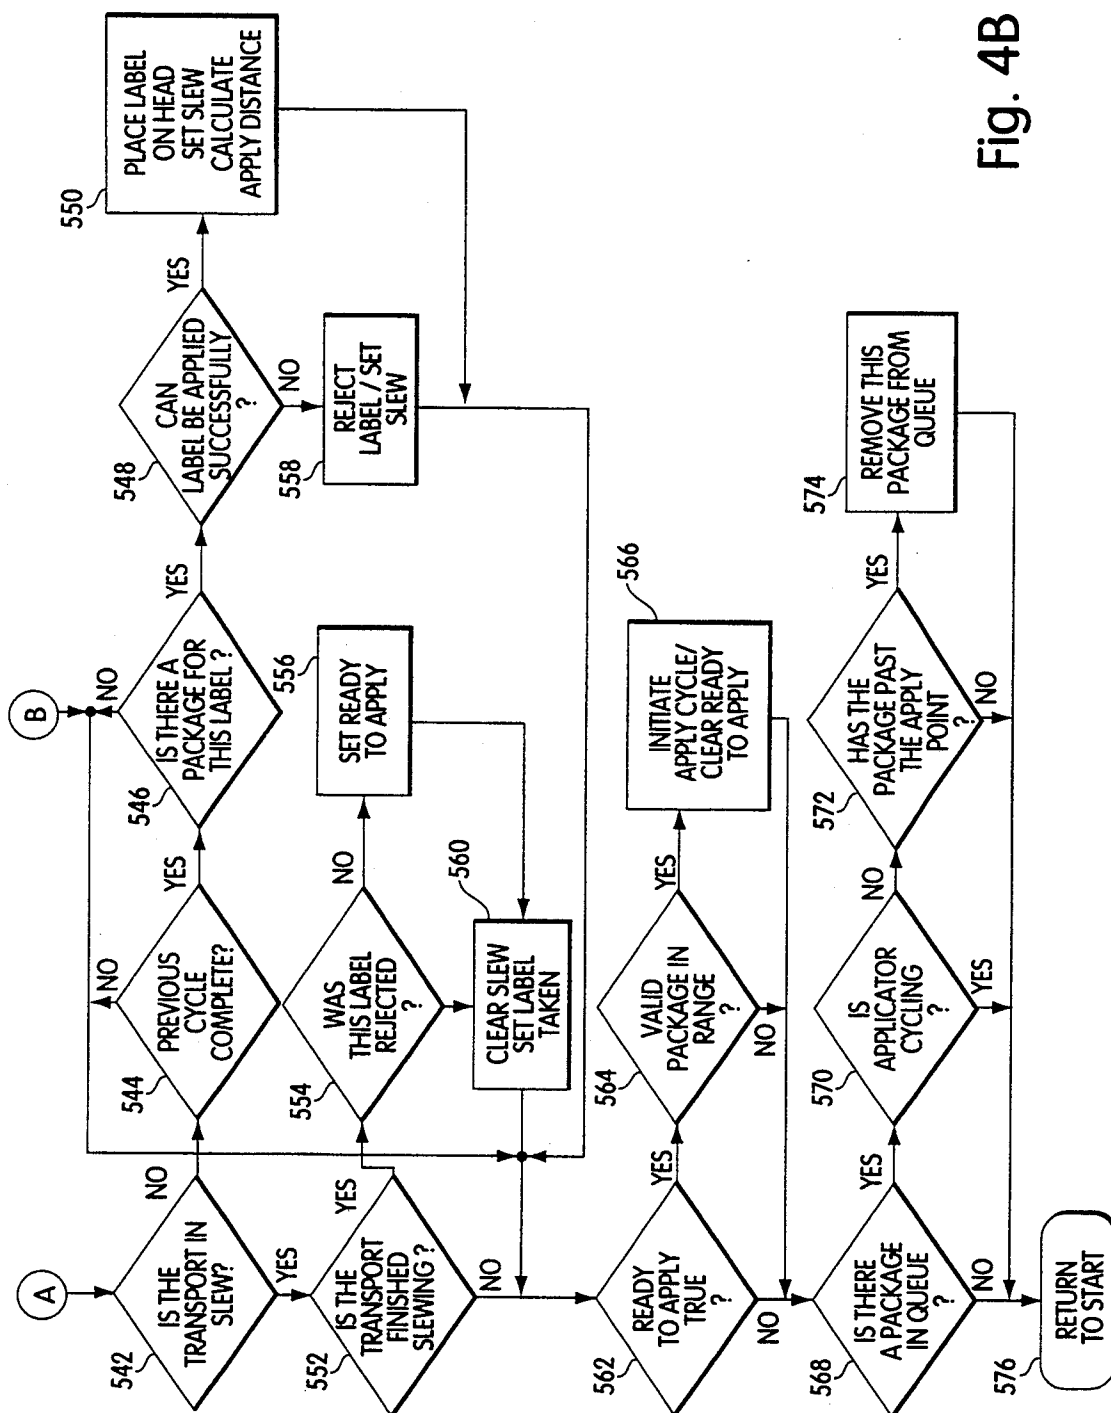 A
IS THE
TRANSPORT IN
SLEW?
542
NO
YES
544
PREVIOUS
CYCLE
COMPLETE?
NO
YES
B
546
IS THERE A
PACKAGE FOR
THIS LABEL ?
NO
YES
548
CAN
LABEL BE APPLIED
SUCCESSFULLY
?
YES
NO
550
PLACE LABEL
ON HEAD
SET SLEW
CALCULATE
APPLY DISTANCE
558
REJECT
LABEL / SET
SLEW
552
IS THE
TRANSPORT
FINISHED
SLEWING?
YES
NO
554
WAS
THIS LABEL
REJECTED
?
NO
556
SET READY
TO APPLY
560
CLEAR SLEW
SET LABEL
TAKEN
562
READY
TO APPLY
TRUE
?
YES
NO
564
VALID
PACKAGE IN
RANGE
?
YES
NO
566
INITIATE
APPLY CYCLE/
CLEAR READY
TO APPLY
568
IS THERE
A PACKAGE
IN QUEUE
?
YES
NO
570
IS
APPLICATOR
CYCLING
?
NO
YES
572
HAS THE
PACKAGE PAST
THE APPLY
POINT
?
YES
NO
574
REMOVE THIS
PACKAGE FROM
QUEUE
576
RETURN
TO START
Fig. 4B